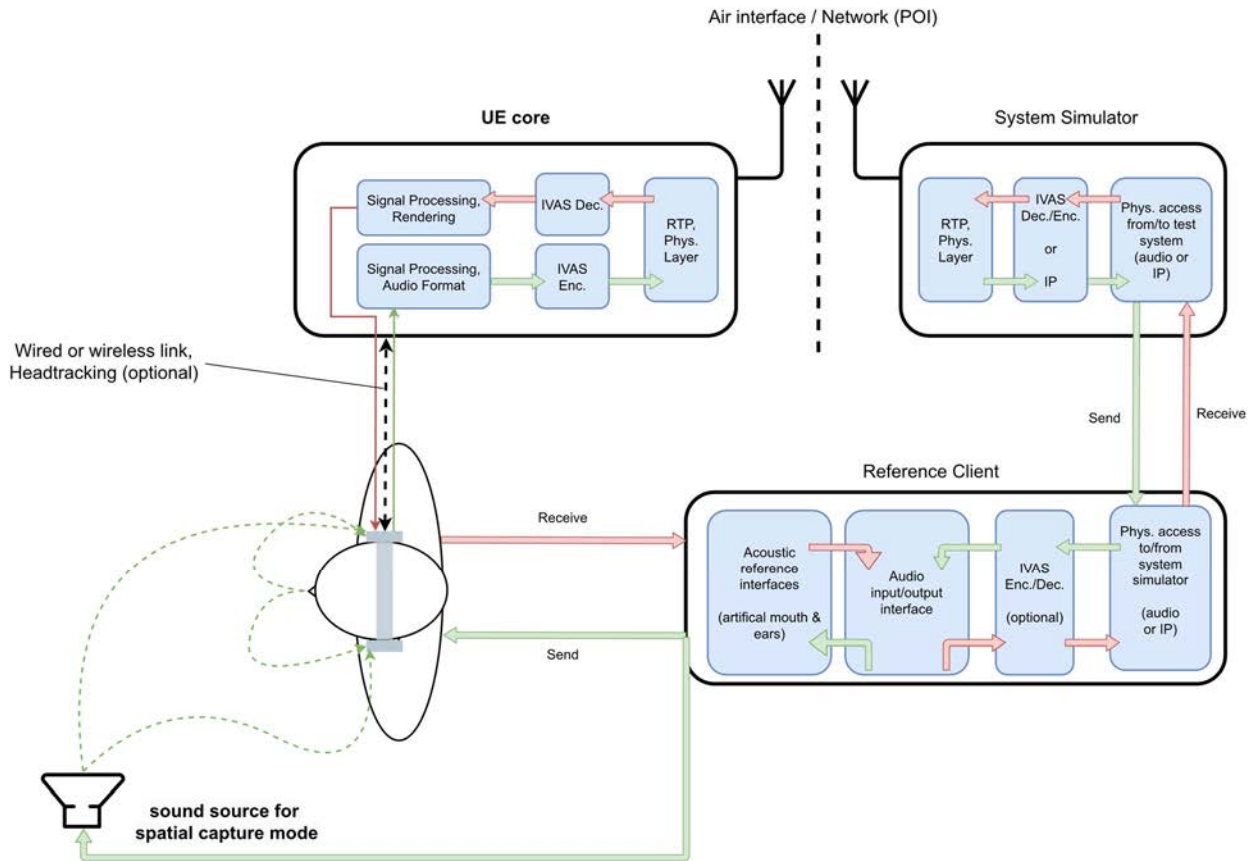 Air interface / Network (POI)
UE core
System Simulator
Signal Processing,
Rendering
IVAS Dec.
RTP,
Phys.
Layer
Signal Processing,
Audio Format
IVAS
Enc.
RTP,
Phys.
Layer
IVAS
Dec./Enc.
or
IP
Phys. access
from/to test
system
(audio or
IP)
Wired or wireless link,
Headtracking (optional)
Send
Receive
Reference Client
Receive
Send
Acoustic
reference
interfaces
(artifical mouth &
ears)
Audio
input/output
interface
IVAS
Enc./Dec.
(optional)
Phys. access
to/from
system
simulator
(audio
or IP)
sound source for
spatial capture mode